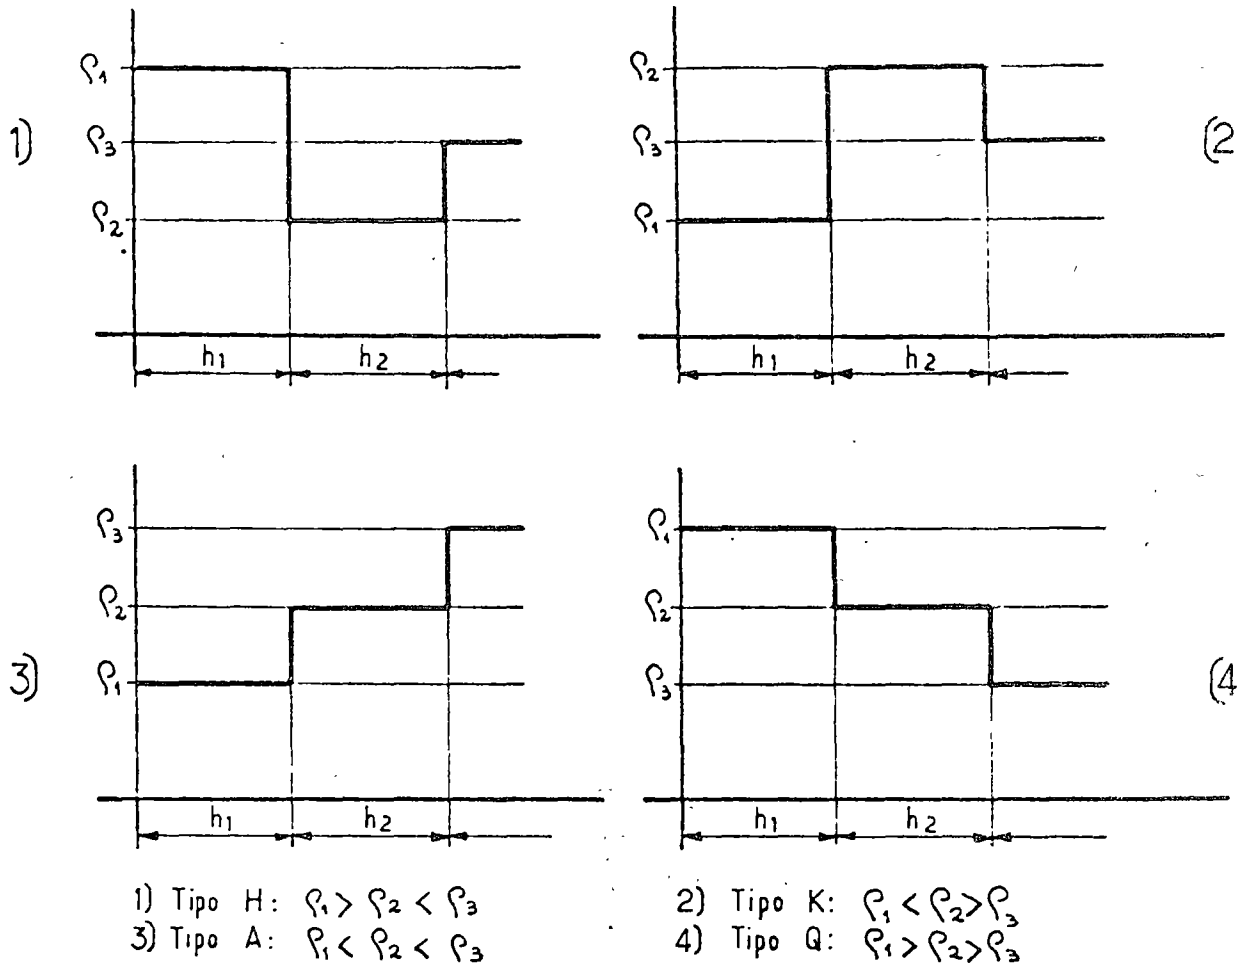 1)
ρ₁
ρ₃
ρ₂
h₁ h₂
(2
ρ₂
ρ₃
ρ₁
h₁ h₂
3)
ρ₃
ρ₂
ρ₁
h₁ h₂
(4
ρ₁
ρ₂
ρ₃
h₁ h₂
1) Tipo H: ρ₁ > ρ₂ < ρ₃
2) Tipo K: ρ₁ < ρ₂ > ρ₃
3) Tipo A: ρ₁ < ρ₂ < ρ₃
4) Tipo Q: ρ₁ > ρ₂ > ρ₃